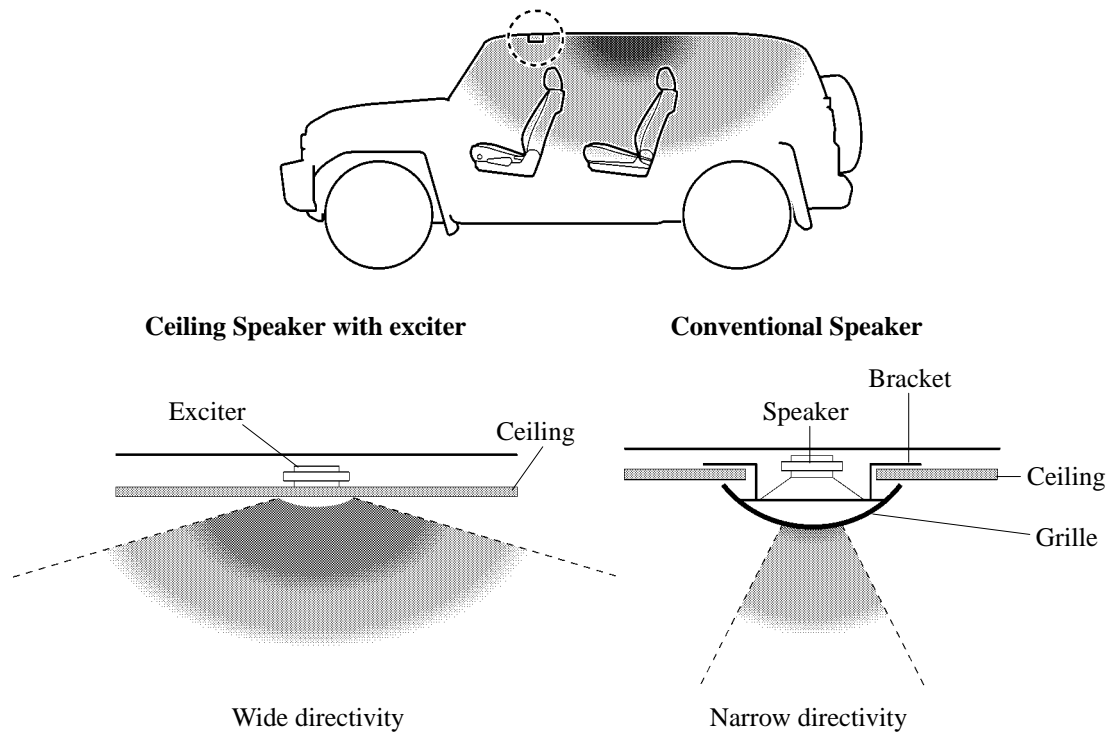 Ceiling Speaker with exciter
Conventional Speaker
Exciter
Ceiling
Bracket
Speaker
Ceiling
Grille
Wide directivity
Narrow directivity